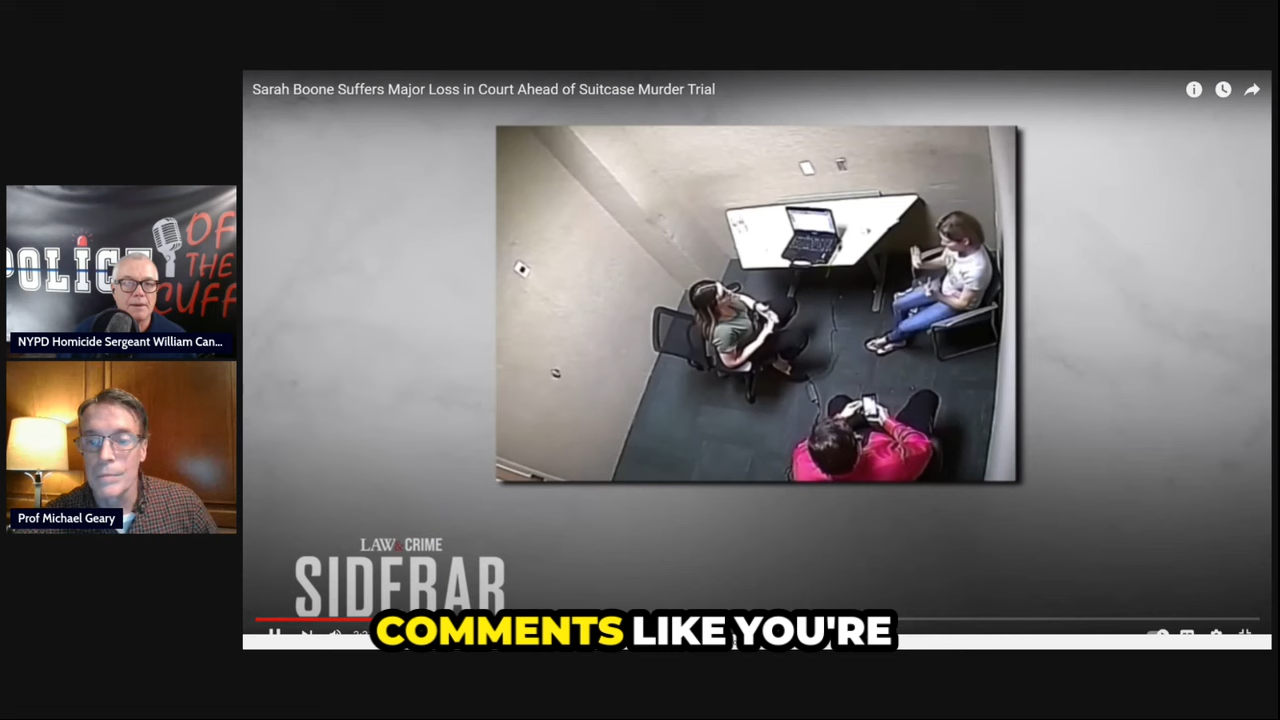 Sarah Boone Suffers Major Loss in Court Ahead of Suitcase Murder Trial
POLICE
OFF
THE
CUFF
NYPD Homicide Sergeant William Can...
Prof Michael Geary
LAW & CRIME
SIDEBAR
COMMENTS LIKE YOU'RE